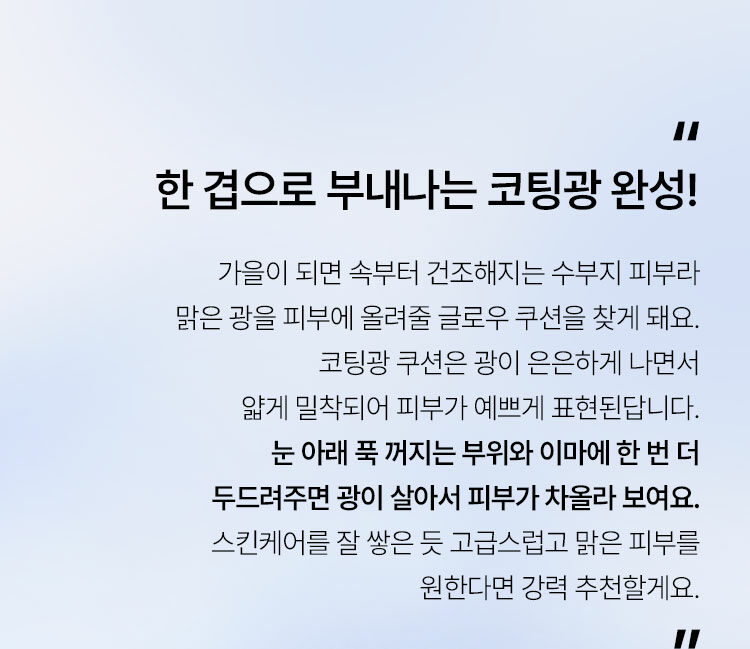 "
한 겹으로 부내나는 코팅광 완성!
가을이 되면 속부터 건조해지는 수부지 피부라
맑은 광을 피부에 올려줄 글로우 쿠션을 찾게 돼요.
코팅광 쿠션은 광이 은은하게 나면서
얇게 밀착되어 피부가 예쁘게 표현된답니다.
눈 아래 푹 꺼지는 부위와 이마에 한 번 더
두드려주면 광이 살아서 피부가 차올라 보여요.
스킨케어를 잘 쌓은 듯 고급스럽고 맑은 피부를
원한다면 강력 추천할게요.
"